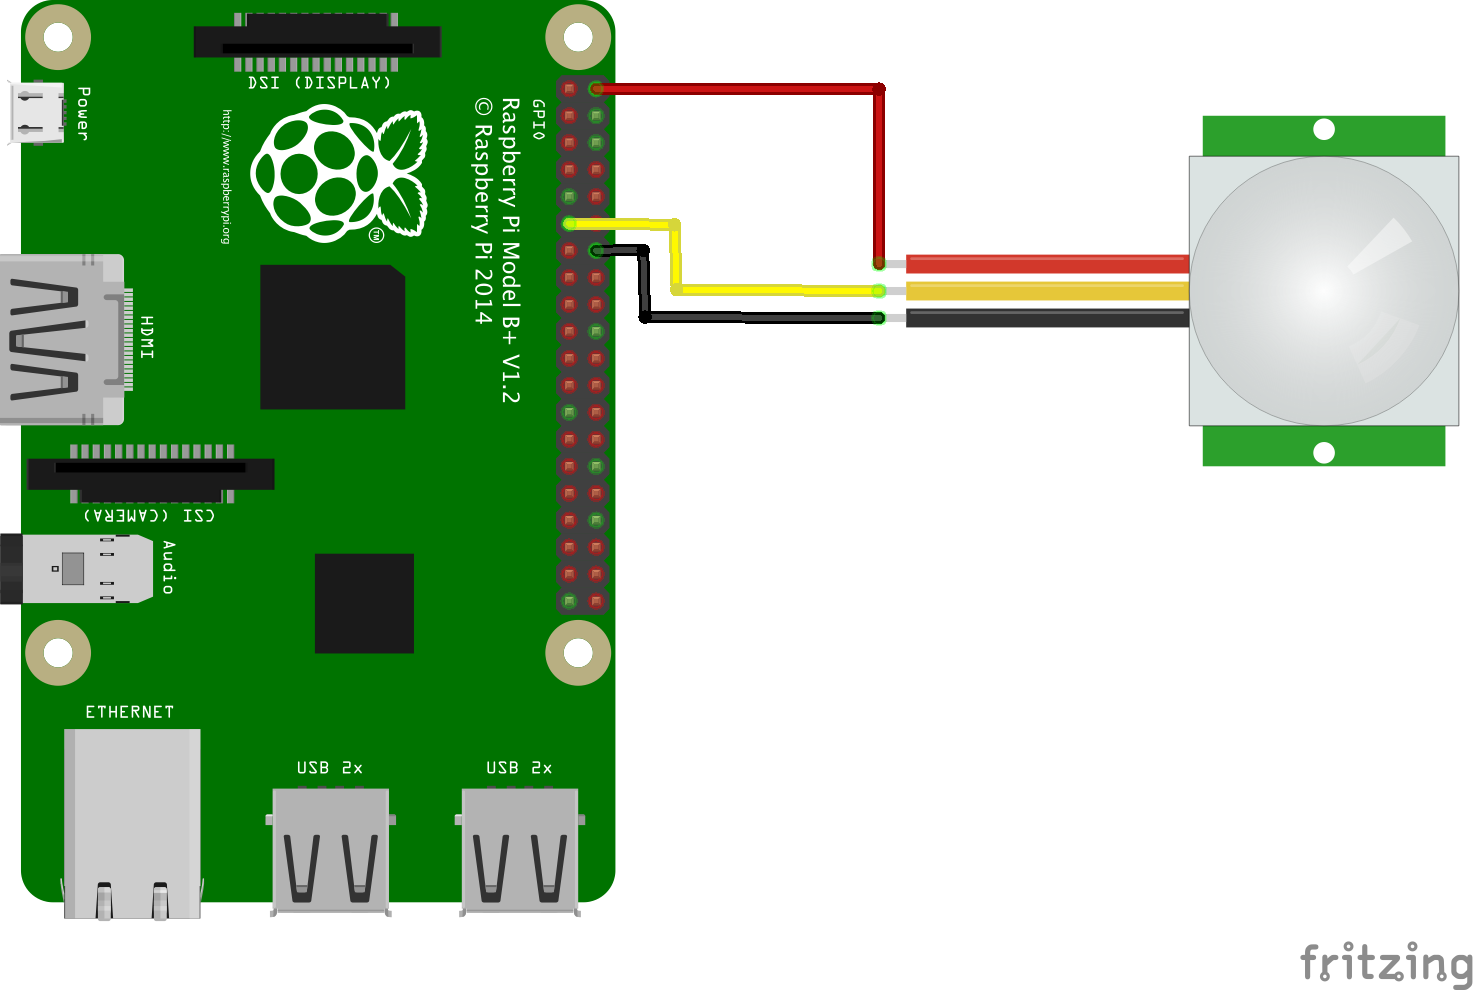 DSI (DISPLAY)
Power
http://www.raspberrypi.org
TM
GPIO
Raspberry Pi Model B+ V1.2
© Raspberry Pi 2014
HDMI
CSI (CAMERA)
Audio
ETHERNET
USB 2x
USB 2x
fritzing